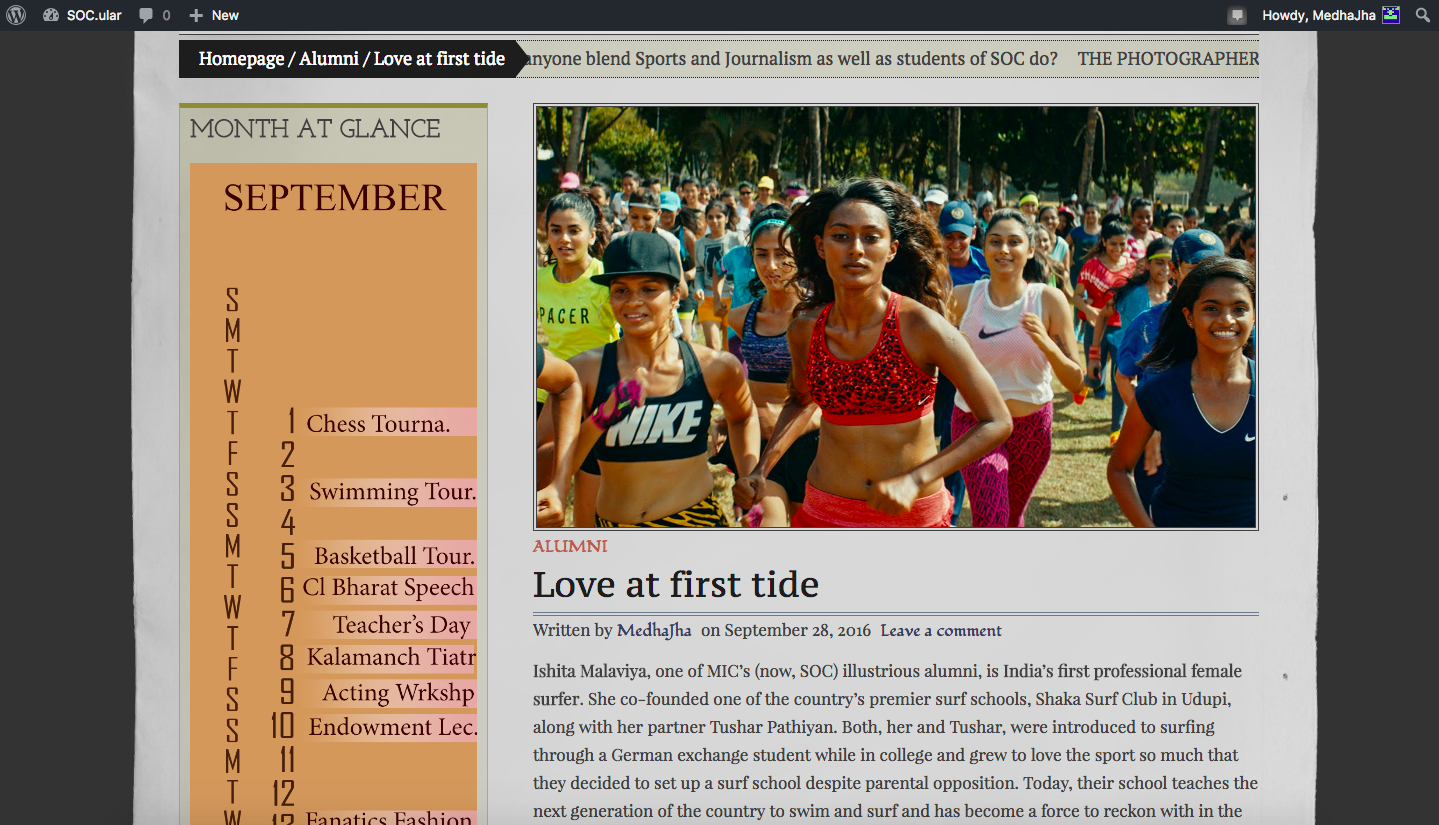 SOC.ular
0
New
Howdy, MedhaJha
Homepage / Alumni / Love at first tide
anyone blend Sports and Journalism as well as students of SOC do? THE PHOTOGRAPHER
MONTH AT GLANCE
SEPTEMBER
S
M
T
W
T 1 Chess Tourna.
F 2
S 3 Swimming Tour.
S 4
M 5 Basketball Tour.
T 6 Cl Bharat Speech
W 7 Teacher's Day
T 8 Kalamanch Tiatr
F 9 Acting Wrkshp
S 10 Endowment Lec.
S 11
M 12
T
W 13 Fanatics Fashion
PACER
NIKE
ALUMNI
Love at first tide
Written by MedhaJha on September 28, 2016 Leave a comment
Ishita Malaviya, one of MIC's (now, SOC) illustrious alumni, is India's first professional female
surfer. She co-founded one of the country's premier surf schools, Shaka Surf Club in Udupi,
along with her partner Tushar Pathiyan. Both, her and Tushar, were introduced to surfing
through a German exchange student while in college and grew to love the sport so much that
they decided to set up a surf school despite parental opposition. Today, their school teaches the
next generation of the country to swim and surf and has become a force to reckon with in the